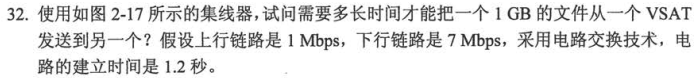 32. 使用如图 2-17 所示的集线器，试问需要多长时间才能把一个 1 GB 的文件从一个 VSAT
发送到另一个？假设上行链路是 1 Mbps，下行链路是 7 Mbps，采用电路交换技术，电
路的建立时间是 1.2 秒。